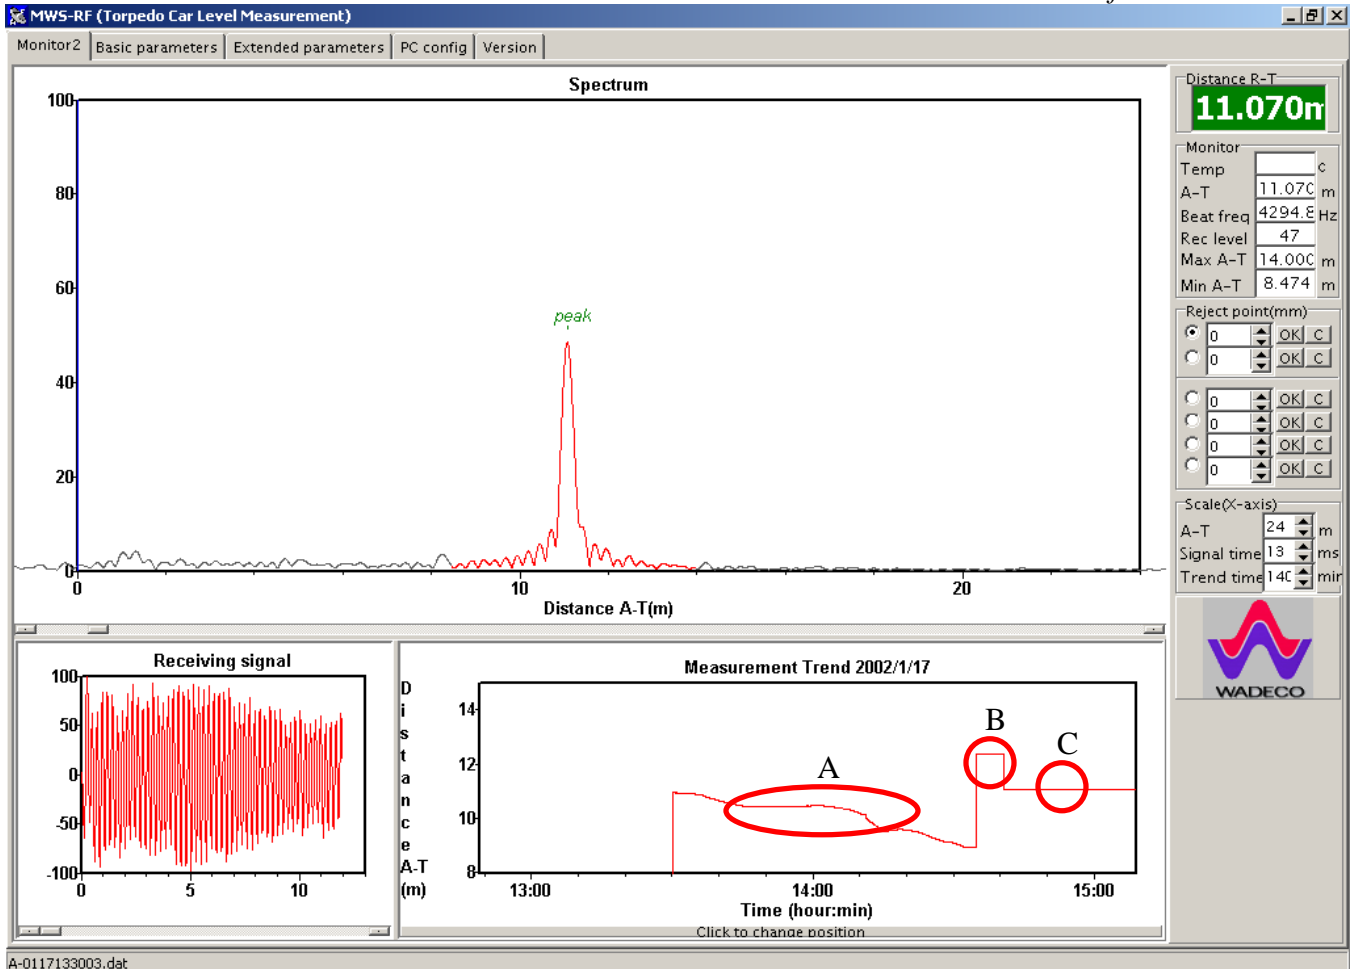 MWS-RF (Torpedo Car Level Measurement)
Monitor2 Basic parameters Extended parameters PC config Version
Spectrum
100
80
60
40
20
0
peak
0 10 20
Distance A-T(m)
Distance R-T
11.070m
Monitor
Temp c
A-T 11.070 m
Beat freq 4294.8 Hz
Rec level 47
Max A-T 14.000 m
Min A-T 8.474 m
Reject point(mm)
0 OK C
0 OK C
0 OK C
0 OK C
0 OK C
0 OK C
Scale(X-axis)
A-T 24 m
Signal time 13 ms
Trend time 140 min
WADECO
Receiving signal
100
50
0
-50
-100
0 5 10
Measurement Trend 2002/1/17
Distance A-T (m)
14
12
10
8
A
B
C
13:00 14:00 15:00
Time (hour:min)
Click to change position
A-0117133003.dat